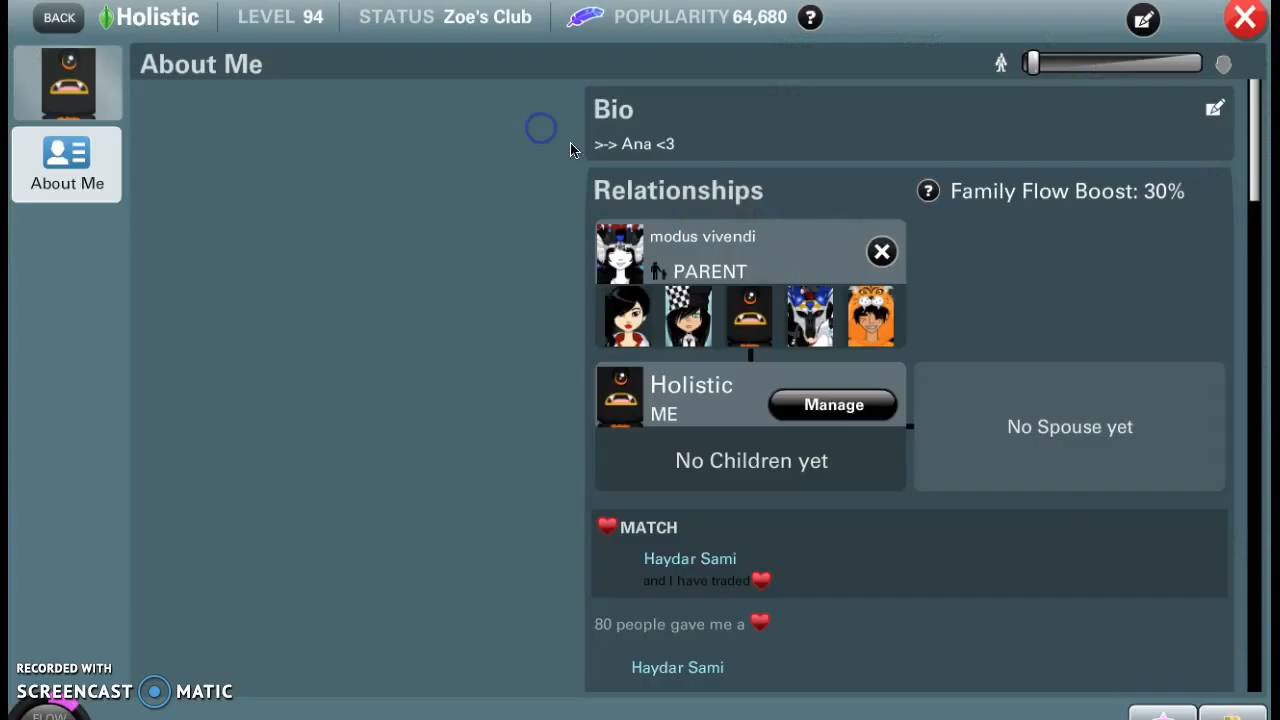 BACK Holistic LEVEL 94 STATUS Zoe's Club POPULARITY 64,680 ?
About Me
Bio
>-> Ana <3
About Me
Relationships ? Family Flow Boost: 30%
modus vivendi
PARENT
Holistic
ME
Manage
No Spouse yet
No Children yet
MATCH
Haydar Sami
and I have traded
80 people gave me a
Haydar Sami
RECORDED WITH
SCREENCAST MATIC
FLOW